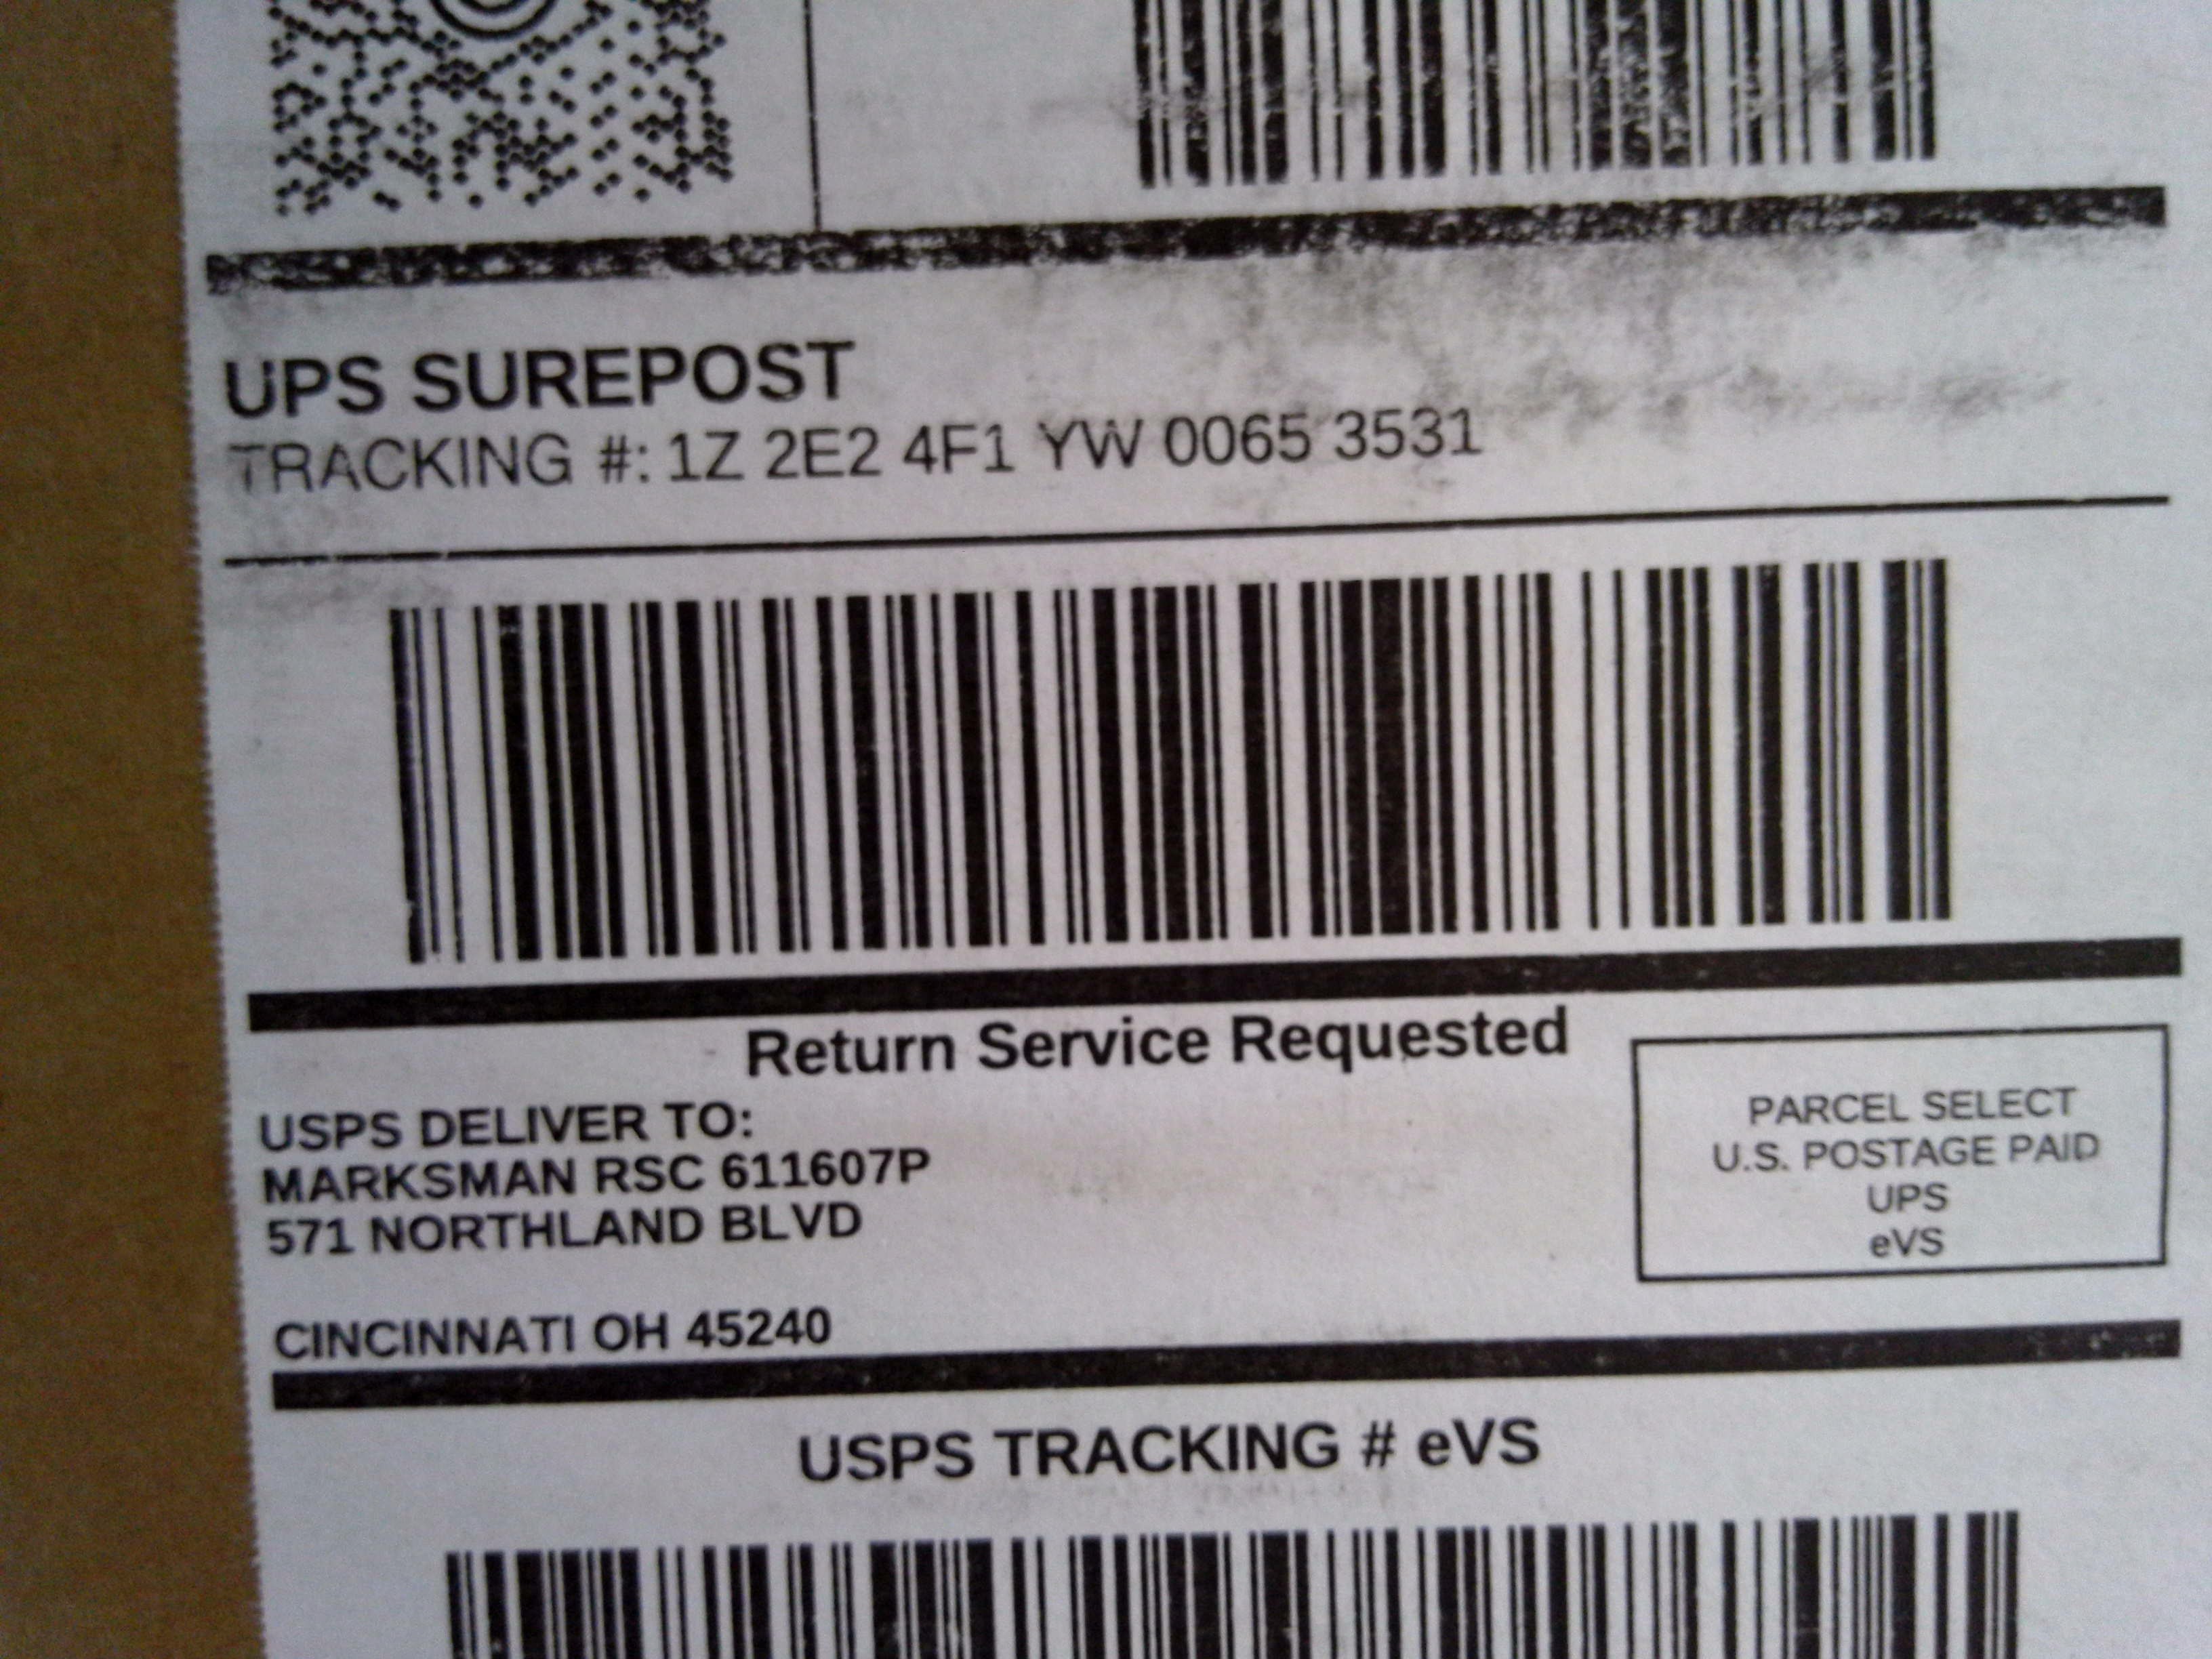 UPS SUREPOST
TRACKING #: 1Z 2E2 4F1 YW 0065 3531
Return Service Requested
USPS DELIVER TO:
MARKSMAN RSC 611607P
571 NORTHLAND BLVD
CINCINNATI OH 45240
PARCEL SELECT
U.S. POSTAGE PAID
UPS
eVS
USPS TRACKING # eVS